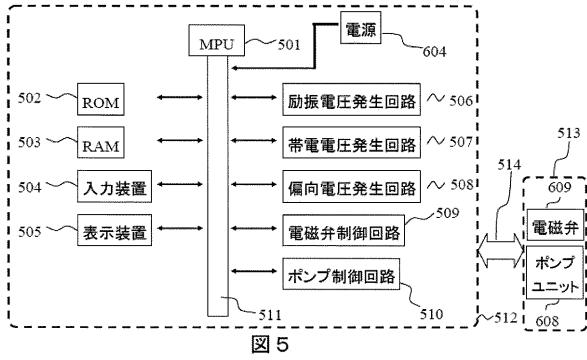 MPU
501
電源
604
502
ROM
励振電圧発生回路
506
503
RAM
帯電電圧発生回路
507
504
入力装置
偏向電圧発生回路
508
505
表示装置
電磁弁制御回路
509
ポンプ制御回路
510
511
512
513
514
609
電磁弁
ポンプ
ユニット
608
図5